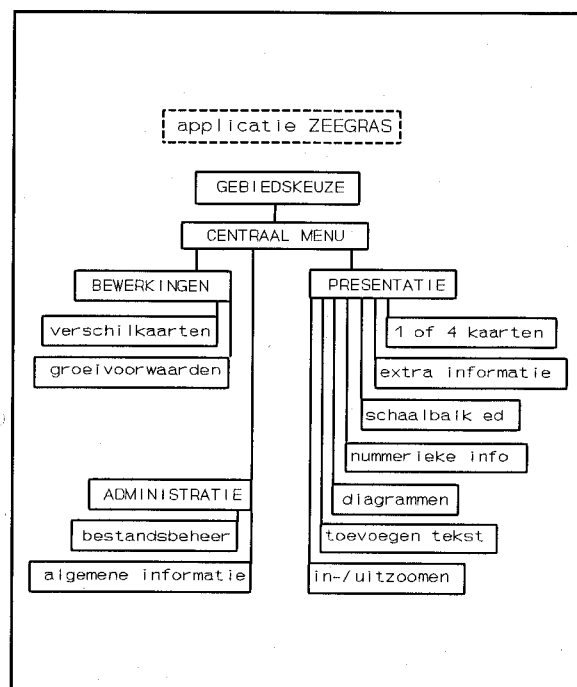 applicatie ZEEGRAS
GEBIEDSKEUZE
CENTRAAL MENU
BEWERKINGEN
PRESENTATIE
verschilkaarten
1 of 4 kaarten
groeivoorwaarden
extra informatie
schaalbalk ed
nummerieke info
ADMINISTRATIE
diagrammen
bestandsbeheer
toevoegen tekst
algemene informatie
in-/uitzoomen